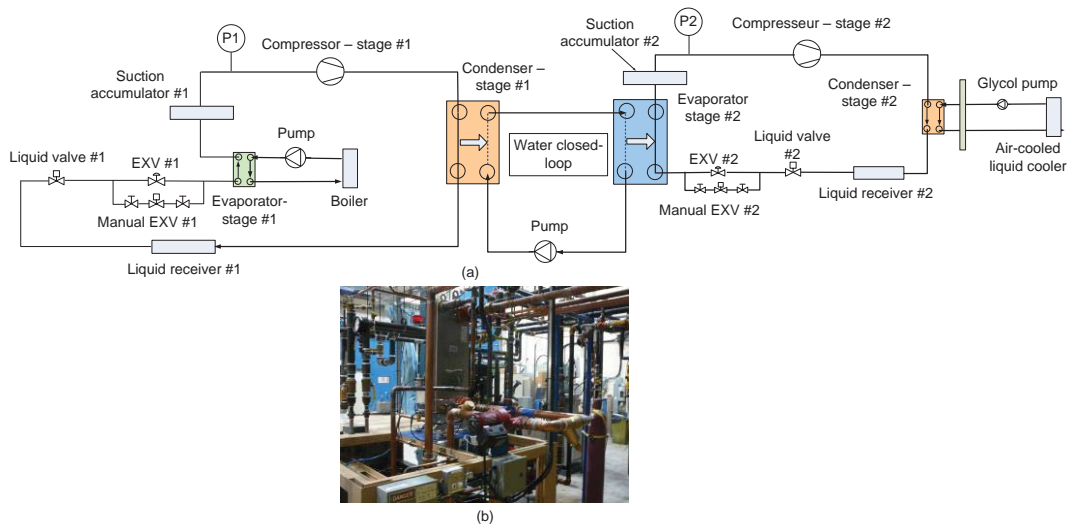 P1
Compressor – stage #1
Suction
accumulator #1
Condenser –
stage #1
Suction
accumulator #2
P2
Compresseur – stage #2
Condenser
– stage #2
Glycol pump
Air-cooled
liquid cooler
Evaporator
stage #2
Water closed-
loop
Liquid valve
#2
EXV #2
Manual EXV #2
Liquid receiver #2
Liquid valve #1
EXV #1
Manual EXV #1
Pump
Boiler
Evaporator-
stage #1
Liquid receiver #1
Pump
(a)
DANGER
(b)